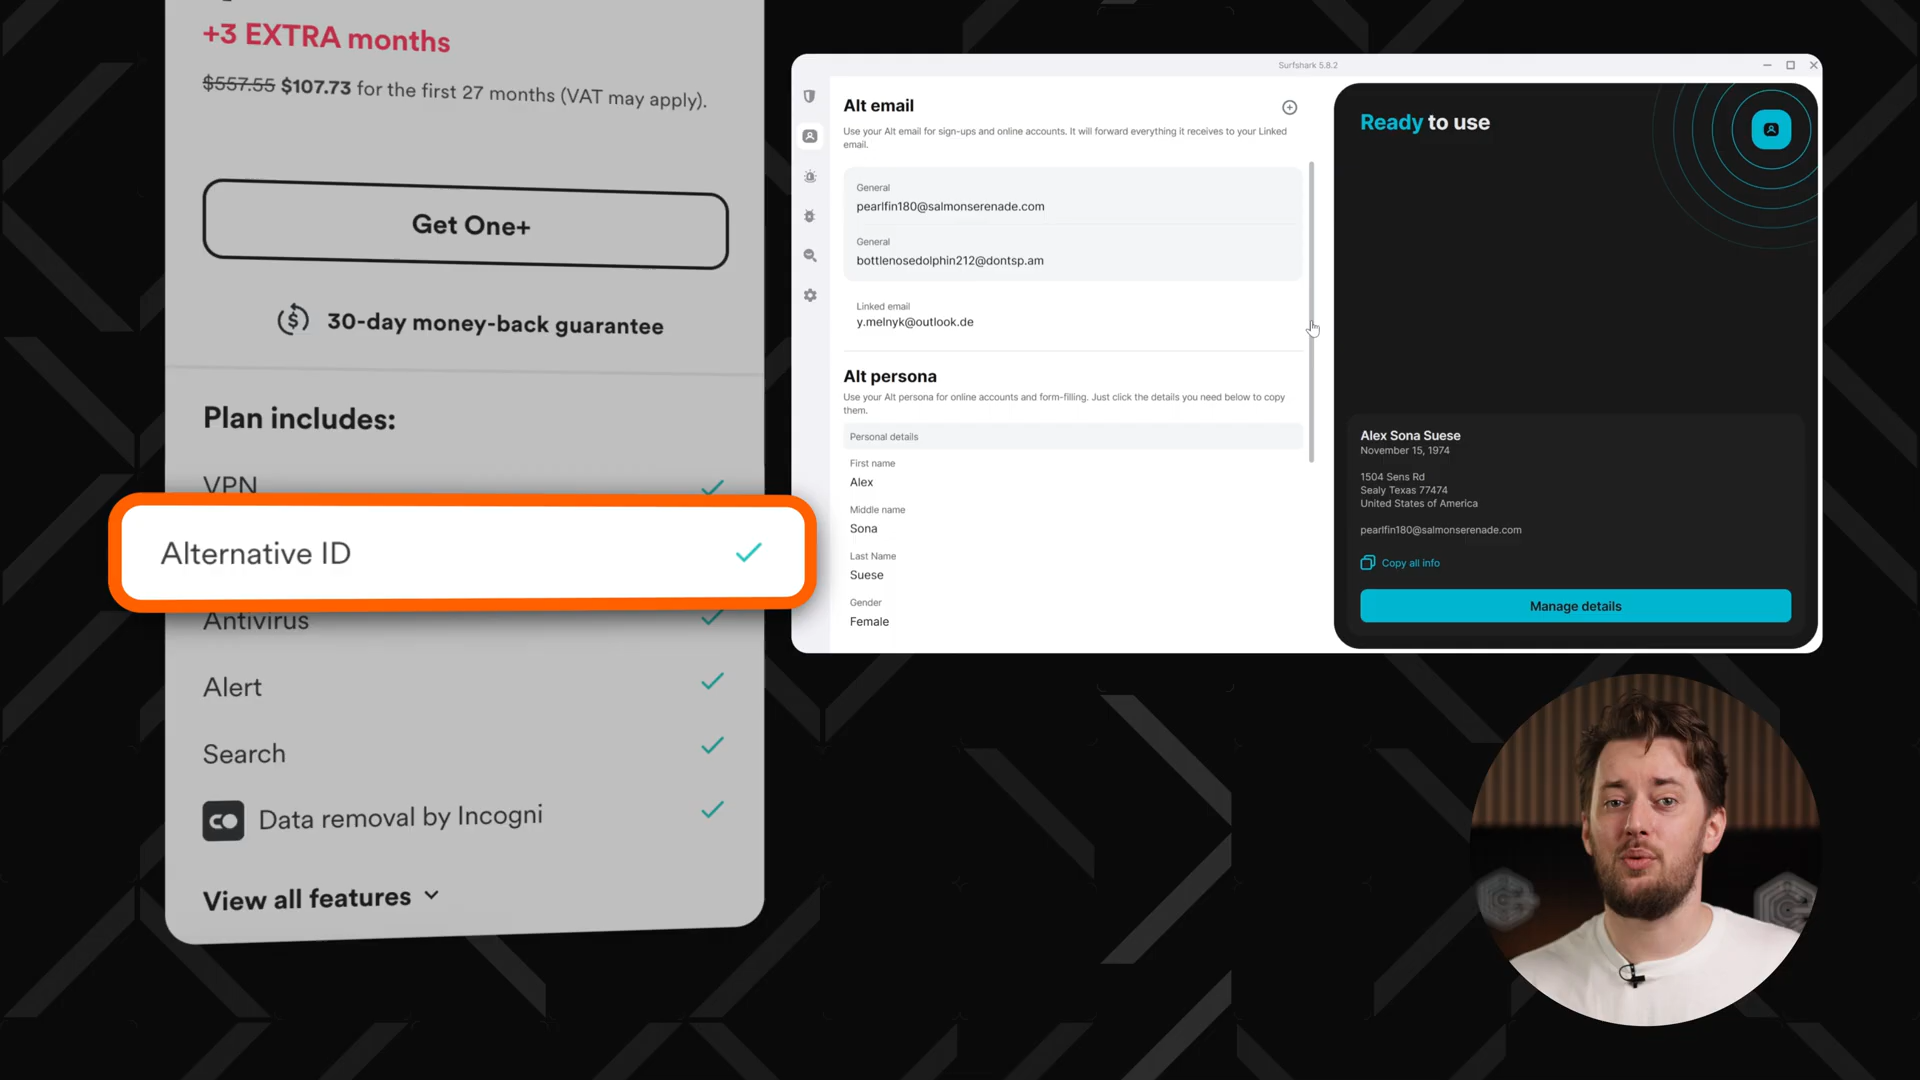 +3 EXTRA months
$557.55 $107.73 for the first 27 months (VAT may apply).
Get One+
30-day money-back guarantee
Plan includes:
VPN
Alternative ID
Antivirus
Alert
Search
Data removal by Incogni
View all features
Surfshark 5.8.2
Alt email
Use your Alt email for sign-ups and online accounts. It will forward everything it receives to your Linked
email.
General
pearlfin180@salmonserenade.com
General
bottlenosedolphin212@dontsp.am
Linked email
y.melnyk@outlook.de
Alt persona
Use your Alt persona for online accounts and form-filling. Just click the details you need below to copy
them.
Personal details
First name
Alex
Middle name
Sona
Last Name
Suese
Gender
Female
Ready to use
Alex Sona Suese
November 15, 1974
1504 Sens Rd
Sealy Texas 77474
United States of America
pearlfin180@salmonserenade.com
Copy all info
Manage details